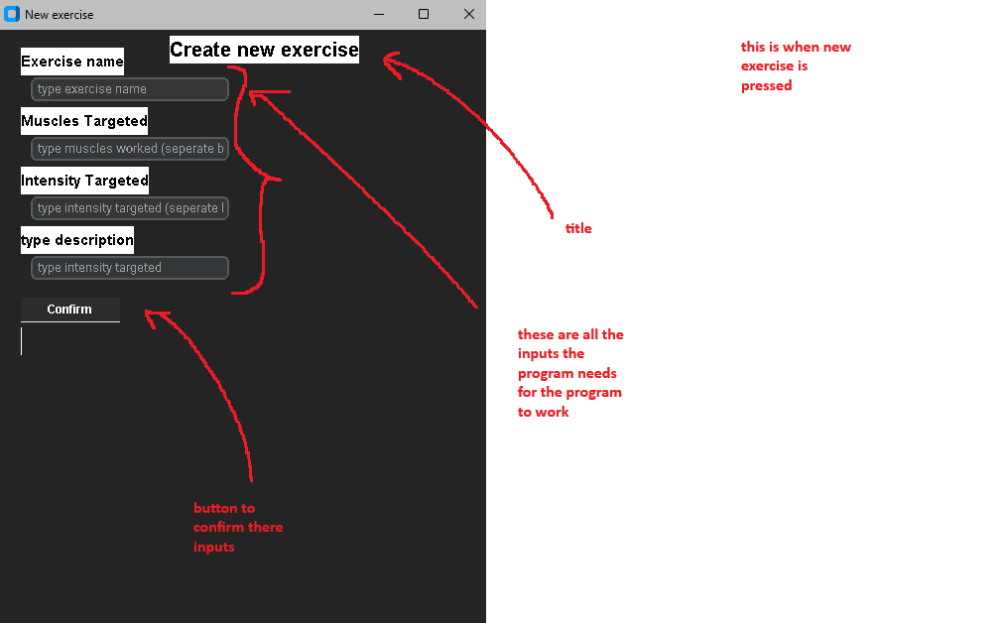 New exercise
Create new exercise
Exercise name
type exercise name
Muscles Targeted
type muscles worked (seperate b
Intensity Targeted
type intensity targeted (seperate l
type description
type intensity targeted
Confirm
this is when new
exercise is
pressed
title
these are all the
inputs the
program needs
for the program
to work
button to
confirm there
inputs